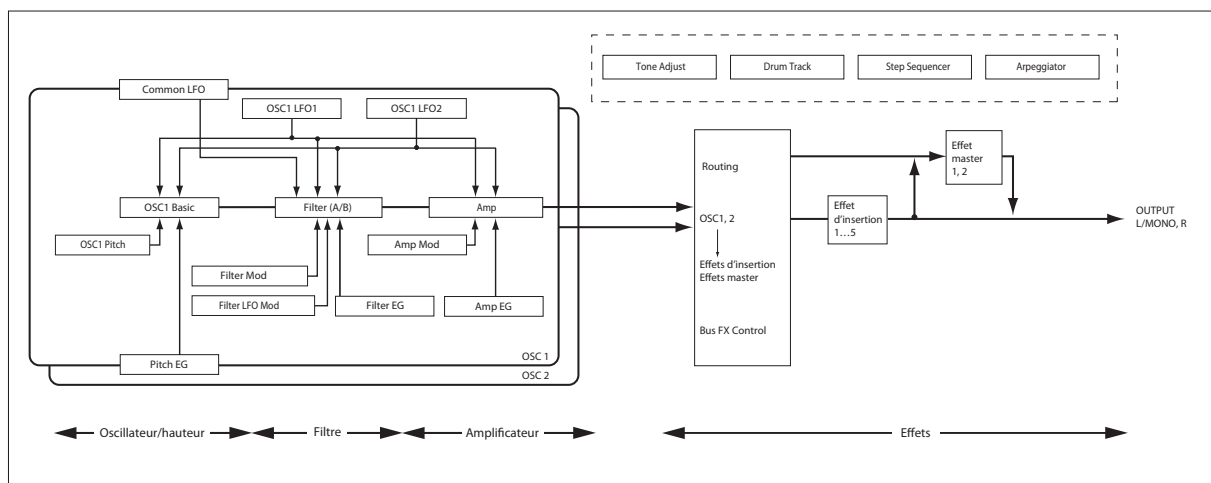 Tone Adjust
Drum Track
Step Sequencer
Arpeggiator
Common LFO
OSC1 LFO1
OSC1 LFO2
OSC1 Basic
Filter (A/B)
Amp
OSC1 Pitch
Amp Mod
Filter Mod
Filter LFO Mod
Filter EG
Amp EG
Pitch EG
OSC 1
OSC 2
Routing
OSC1, 2
Effets d'insertion
Effets master
Bus FX Control
Effet
d'insertion
1…5
Effet
master
1, 2
OUTPUT
L/MONO, R
Oscillateur/hauteur
Filtre
Amplificateur
Effets